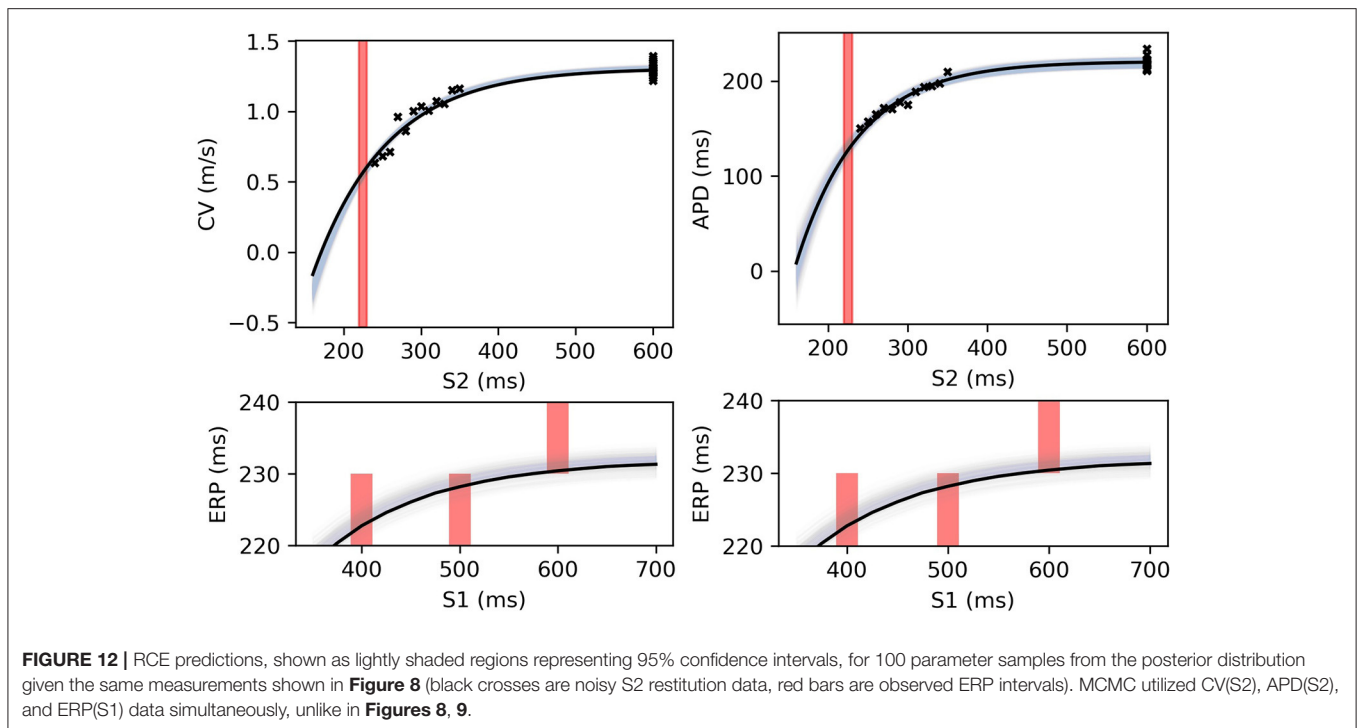 1.5
1.0
0.5
0.0
−0.5
CV (m/s)
200 300 400 500 600
S2 (ms)
200
100
0
APD (ms)
200 300 400 500 600
S2 (ms)
240
230
220
ERP (ms)
400 500 600 700
S1 (ms)
240
230
220
ERP (ms)
400 500 600 700
S1 (ms)
FIGURE 12 | RCE predictions, shown as lightly shaded regions representing 95% confidence intervals, for 100 parameter samples from the posterior distribution
given the same measurements shown in Figure 8 (black crosses are noisy S2 restitution data, red bars are observed ERP intervals). MCMC utilized CV(S2), APD(S2),
and ERP(S1) data simultaneously, unlike in Figures 8, 9.